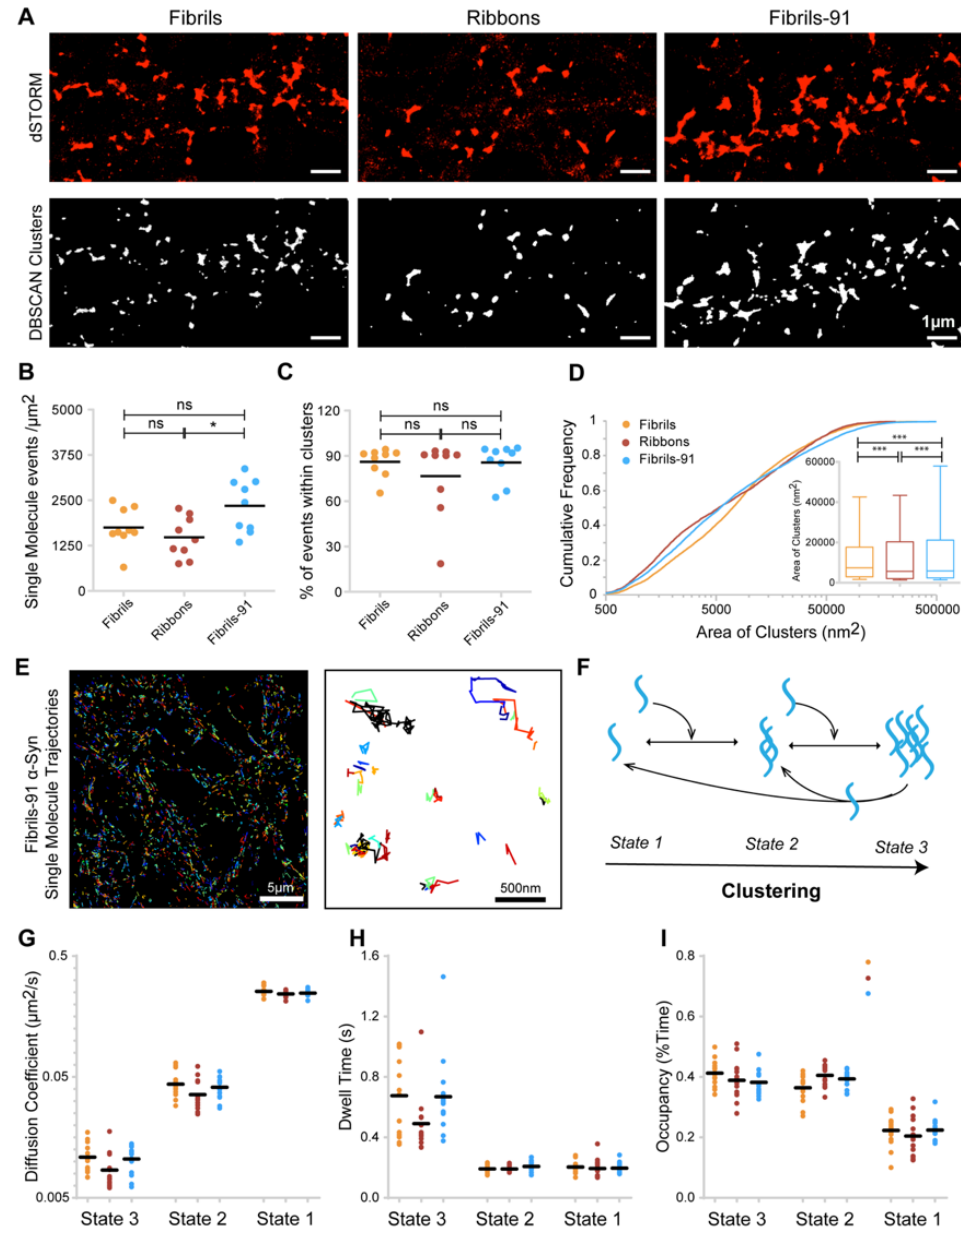 A
Fibrils
Ribbons
Fibrils-91
dSTORM
DBSCAN Clusters
1μm
B
Single Molecule events /μm2
5000
3750
2500
1250
0
ns
ns
*
Fibrils
Ribbons
Fibrils-91
C
% of events within clusters
120
90
60
30
0
ns
ns
ns
Fibrils
Ribbons
Fibrils-91
D
Cumulative Frequency
1
0.8
0.6
0.4
0.2
0
Fibrils
Ribbons
Fibrils-91
500
5000
50000
500000
Area of Clusters (nm2)
Area of Clusters (nm2)
60000
40000
20000
0
***
***
***
E
Fibrils-91 α-Syn
Single Molecule Trajectories
5μm
500nm
F
State 1
State 2
State 3
Clustering
G
Diffusion Coefficient (μm2/s)
0.5
0.05
0.005
State 3
State 2
State 1
H
Dwell Time (s)
1.6
1.2
0.8
0.4
0.0
State 3
State 2
State 1
I
Occupancy (%Time)
0.8
0.6
0.4
0.2
0.0
State 3
State 2
State 1